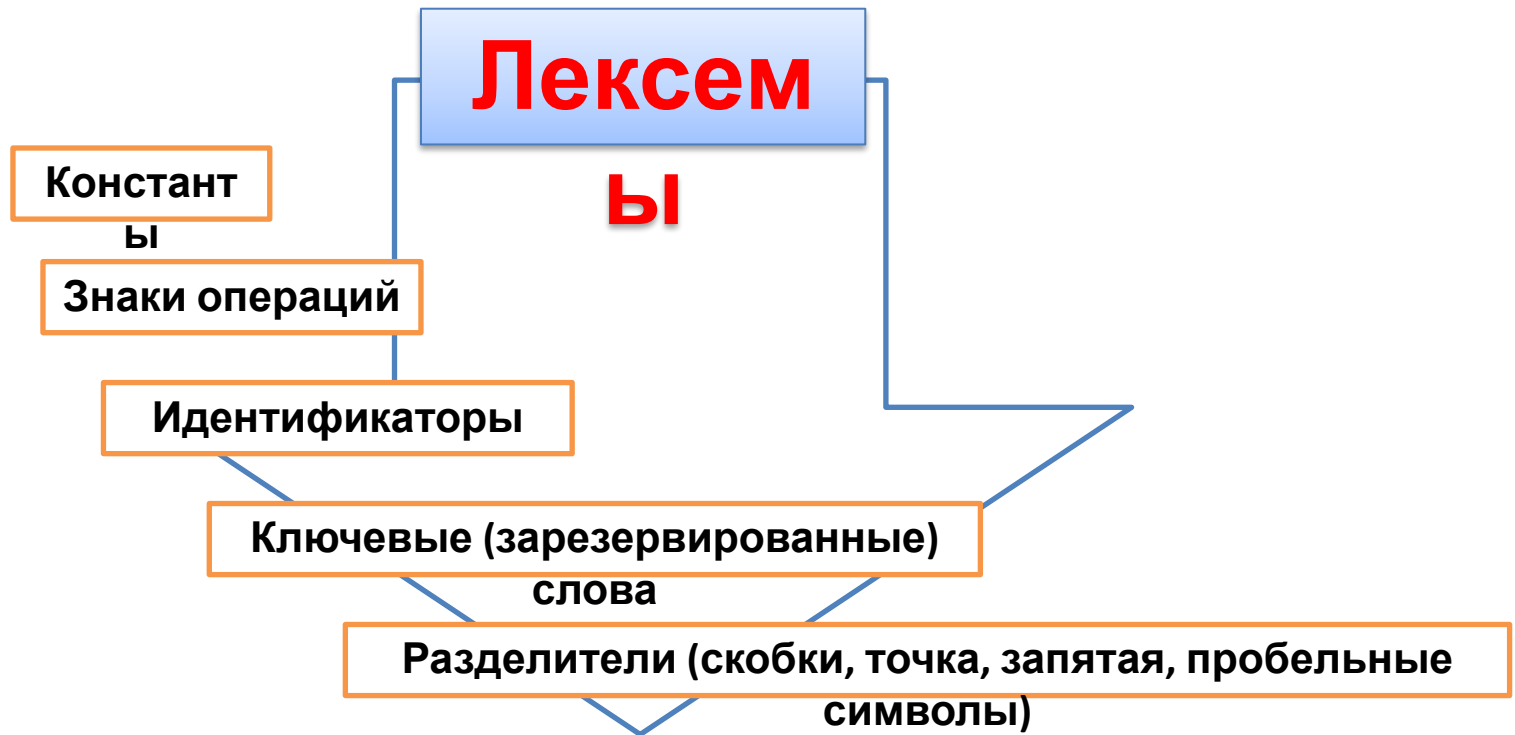 Лексем
ы
Констант
ы
Знаки операций
Идентификаторы
Ключевые (зарезервированные)
слова
Разделители (скобки, точка, запятая, пробельные
символы)